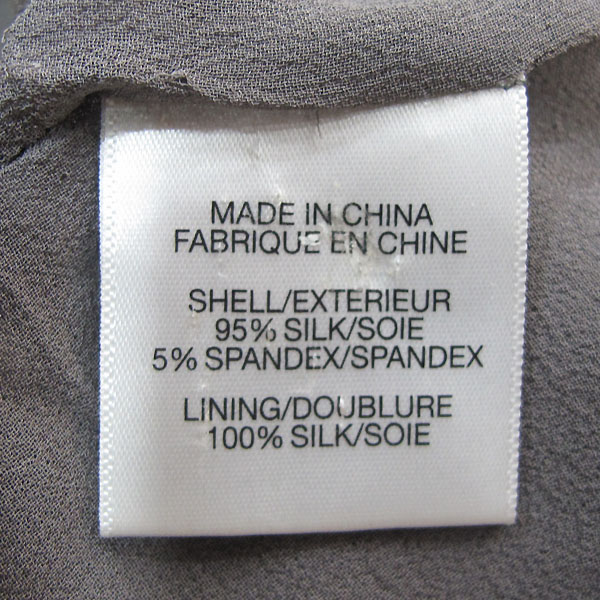 MADE IN CHINA
FABRIQUE EN CHINE
SHELL/EXTERIEUR
95% SILK/SOIE
5% SPANDEX/SPANDEX
LINING/DOUBLURE
100% SILK/SOIE